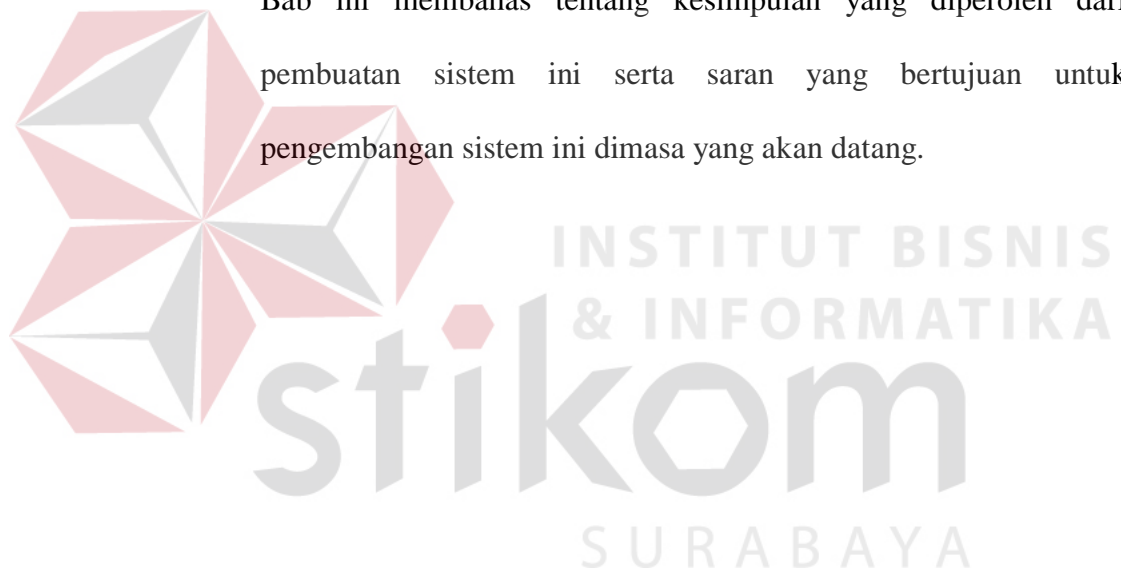 Bab ini membahas tentang kesimpulan yang diperoleh dari
pembuatan sistem ini serta saran yang bertujuan untuk
pengembangan sistem ini dimasa yang akan datang.
INSTITUT BISNIS
& INFORMATIKA
stikom
SURABAYA